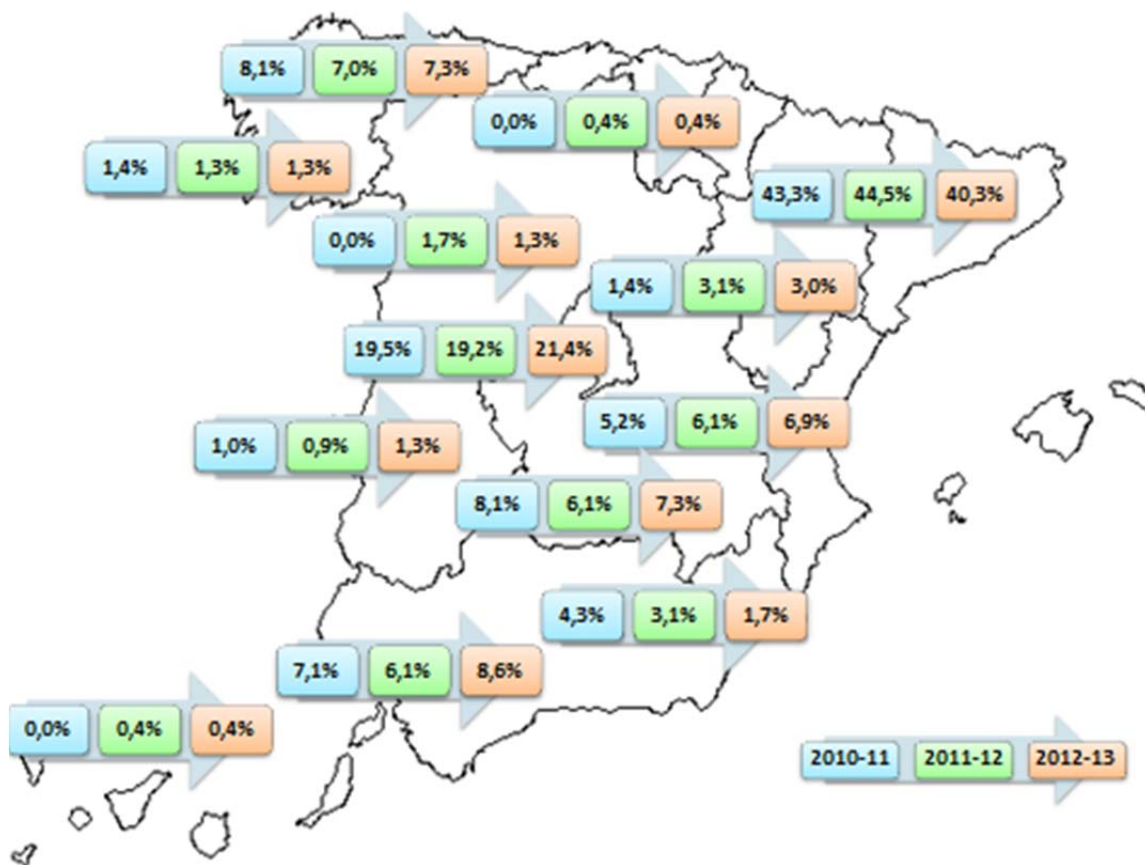 8,1% 7,0% 7,3%
0,0% 0,4% 0,4%
1,4% 1,3% 1,3%
43,3% 44,5% 40,3%
0,0% 1,7% 1,3%
1,4% 3,1% 3,0%
19,5% 19,2% 21,4%
5,2% 6,1% 6,9%
1,0% 0,9% 1,3%
8,1% 6,1% 7,3%
4,3% 3,1% 1,7%
7,1% 6,1% 8,6%
0,0% 0,4% 0,4%
2010-11 2011-12 2012-13